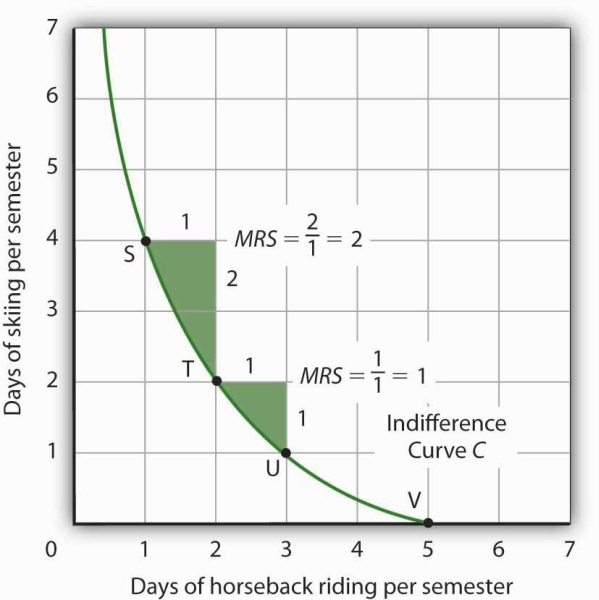 7
6
5
4
3
2
1
0
1
2
3
4
5
6
7
Days of skiing per semester
Days of horseback riding per semester
S
1
2
MRS = 2/1 = 2
T
1
1
MRS = 1/1 = 1
U
V
Indifference
Curve C